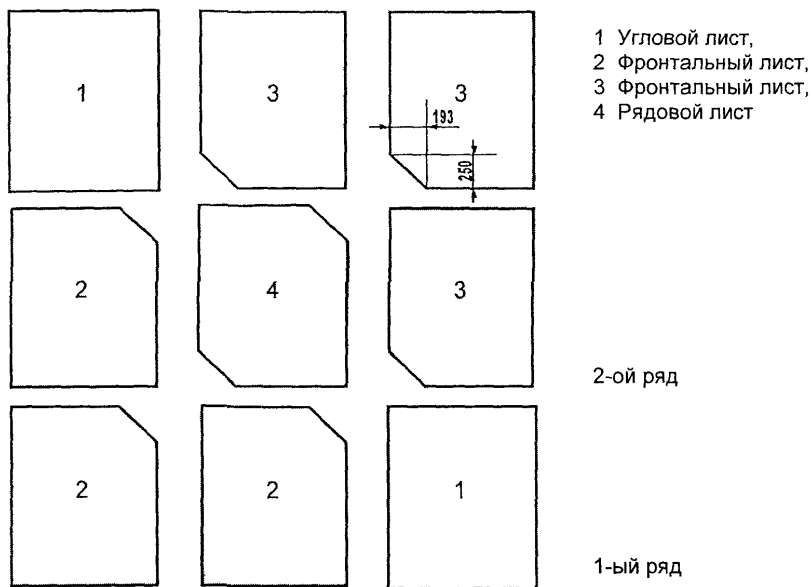 1 Угловой лист,
2 Фронтальный лист,
3 Фронтальный лист,
4 Рядовой лист
1 3 3
193
250
2 4 3
2-ой ряд
2 2 1
1-ый ряд